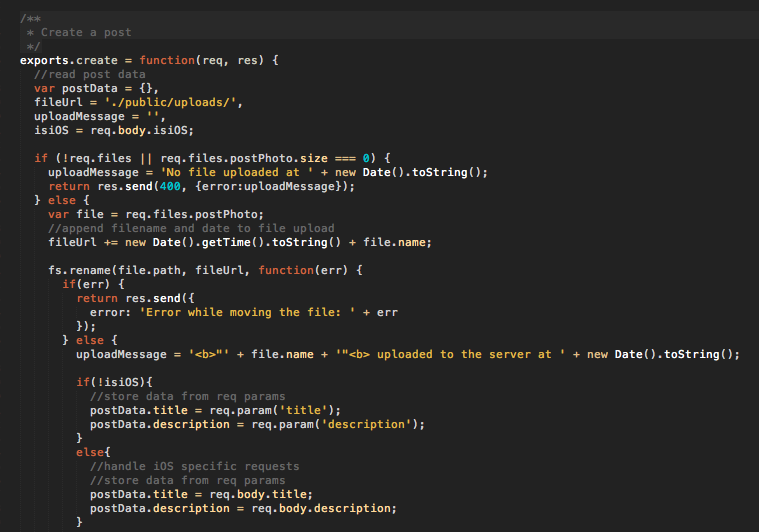 /**
 * Create a post
 */
exports.create = function(req, res) {
  //read post data
  var postData = {},
  fileUrl = './public/uploads/',
  uploadMessage = '',
  isiOS = req.body.isiOS;

  if (!req.files || req.files.postPhoto.size === 0) {
    uploadMessage = 'No file uploaded at ' + new Date().toString();
    return res.send(400, {error:uploadMessage});
  } else {
    var file = req.files.postPhoto;
    //append filename and date to file upload
    fileUrl += new Date().getTime().toString() + file.name;

    fs.rename(file.path, fileUrl, function(err) {
      if(err) {
        return res.send({
          error: 'Error while moving the file: ' + err
        });
      } else {
        uploadMessage = '<b>"' + file.name + '"<b> uploaded to the server at ' + new Date().toString();

        if(!isiOS){
          //store data from req params
          postData.title = req.param('title');
          postData.description = req.param('description');
        }
        else{
          //handle iOS specific requests
          //store data from req params
          postData.title = req.body.title;
          postData.description = req.body.description;
        }